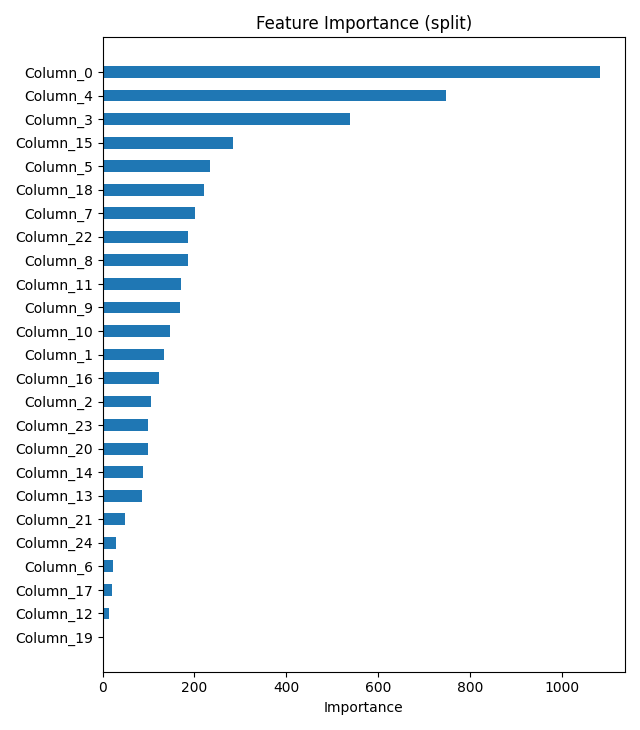 Feature Importance (split)
Column_0
Column_4
Column_3
Column_15
Column_5
Column_18
Column_7
Column_22
Column_8
Column_11
Column_9
Column_10
Column_1
Column_16
Column_2
Column_23
Column_20
Column_14
Column_13
Column_21
Column_24
Column_6
Column_17
Column_12
Column_19
0 200 400 600 800 1000
Importance